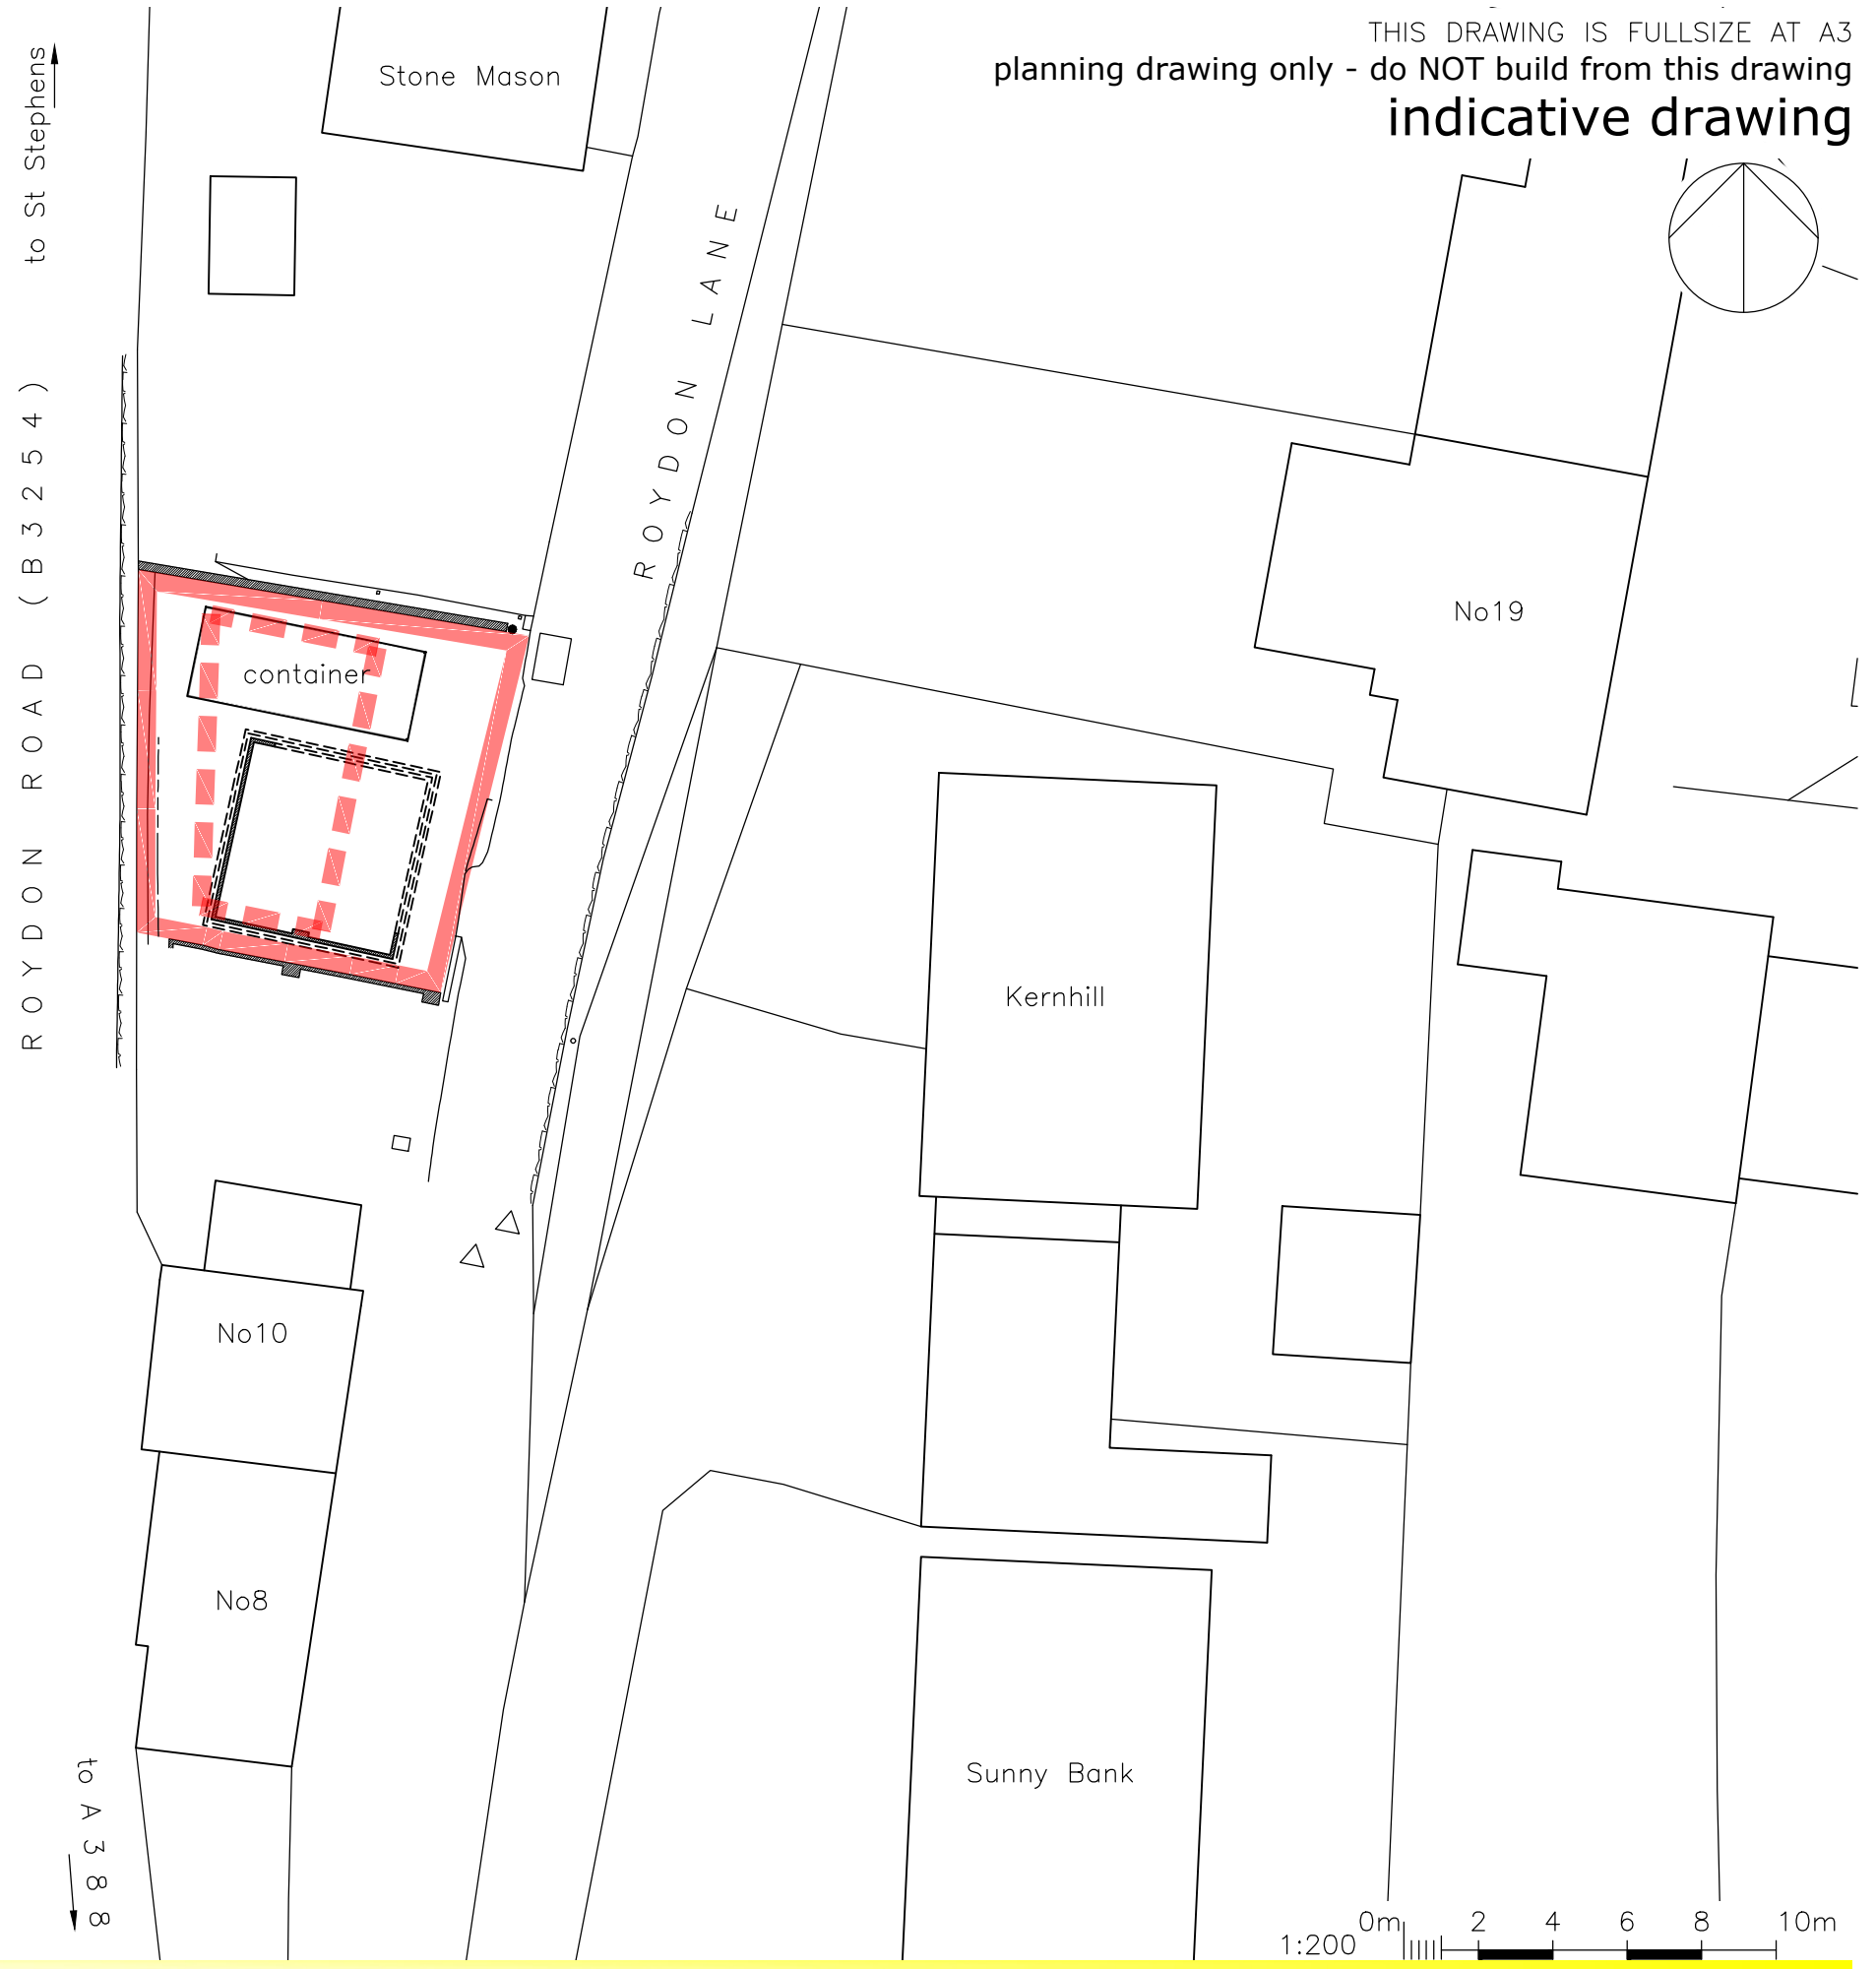 THIS DRAWING IS FULLSIZE AT A3
planning drawing only - do NOT build from this drawing
indicative drawing
to St Stephens
Stone Mason
ROYDON LANE
ROYDON ROAD (B3254)
No19
container
Kernhill
No10
No8
Sunny Bank
to A388
0m 2 4 6 8 10m
1:200